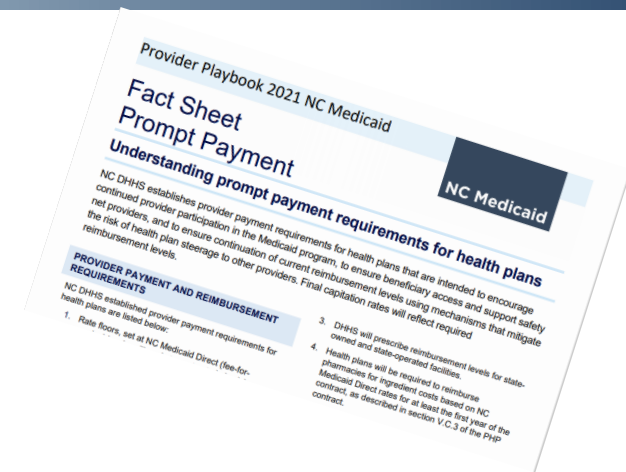 Provider Playbook 2021 NC Medicaid
Fact Sheet
Prompt Payment
NC Medicaid
Understanding prompt payment requirements for health plans
NC DHHS establishes provider payment requirements for health plans that are intended to encourage
continued provider participation in the Medicaid program, to ensure beneficiary access and support safety
net providers, and to ensure continuation of current reimbursement levels using mechanisms that mitigate
the risk of health plan steerage to other providers. Final capitation rates will reflect required
reimbursement levels.
PROVIDER PAYMENT AND REIMBURSEMENT
REQUIREMENTS
NC DHHS established provider payment requirements for
health plans are listed below:
1. Rate floors, set at NC Medicaid Direct (fee-for-
3. DHHS will prescribe reimbursement levels for state-
owned and state-operated facilities.
4. Health plans will be required to reimburse
pharmacies for ingredient costs based on NC
Medicaid Direct rates for at least the first year of the
contract, as described in section V.C.3 of the PHP
contract.